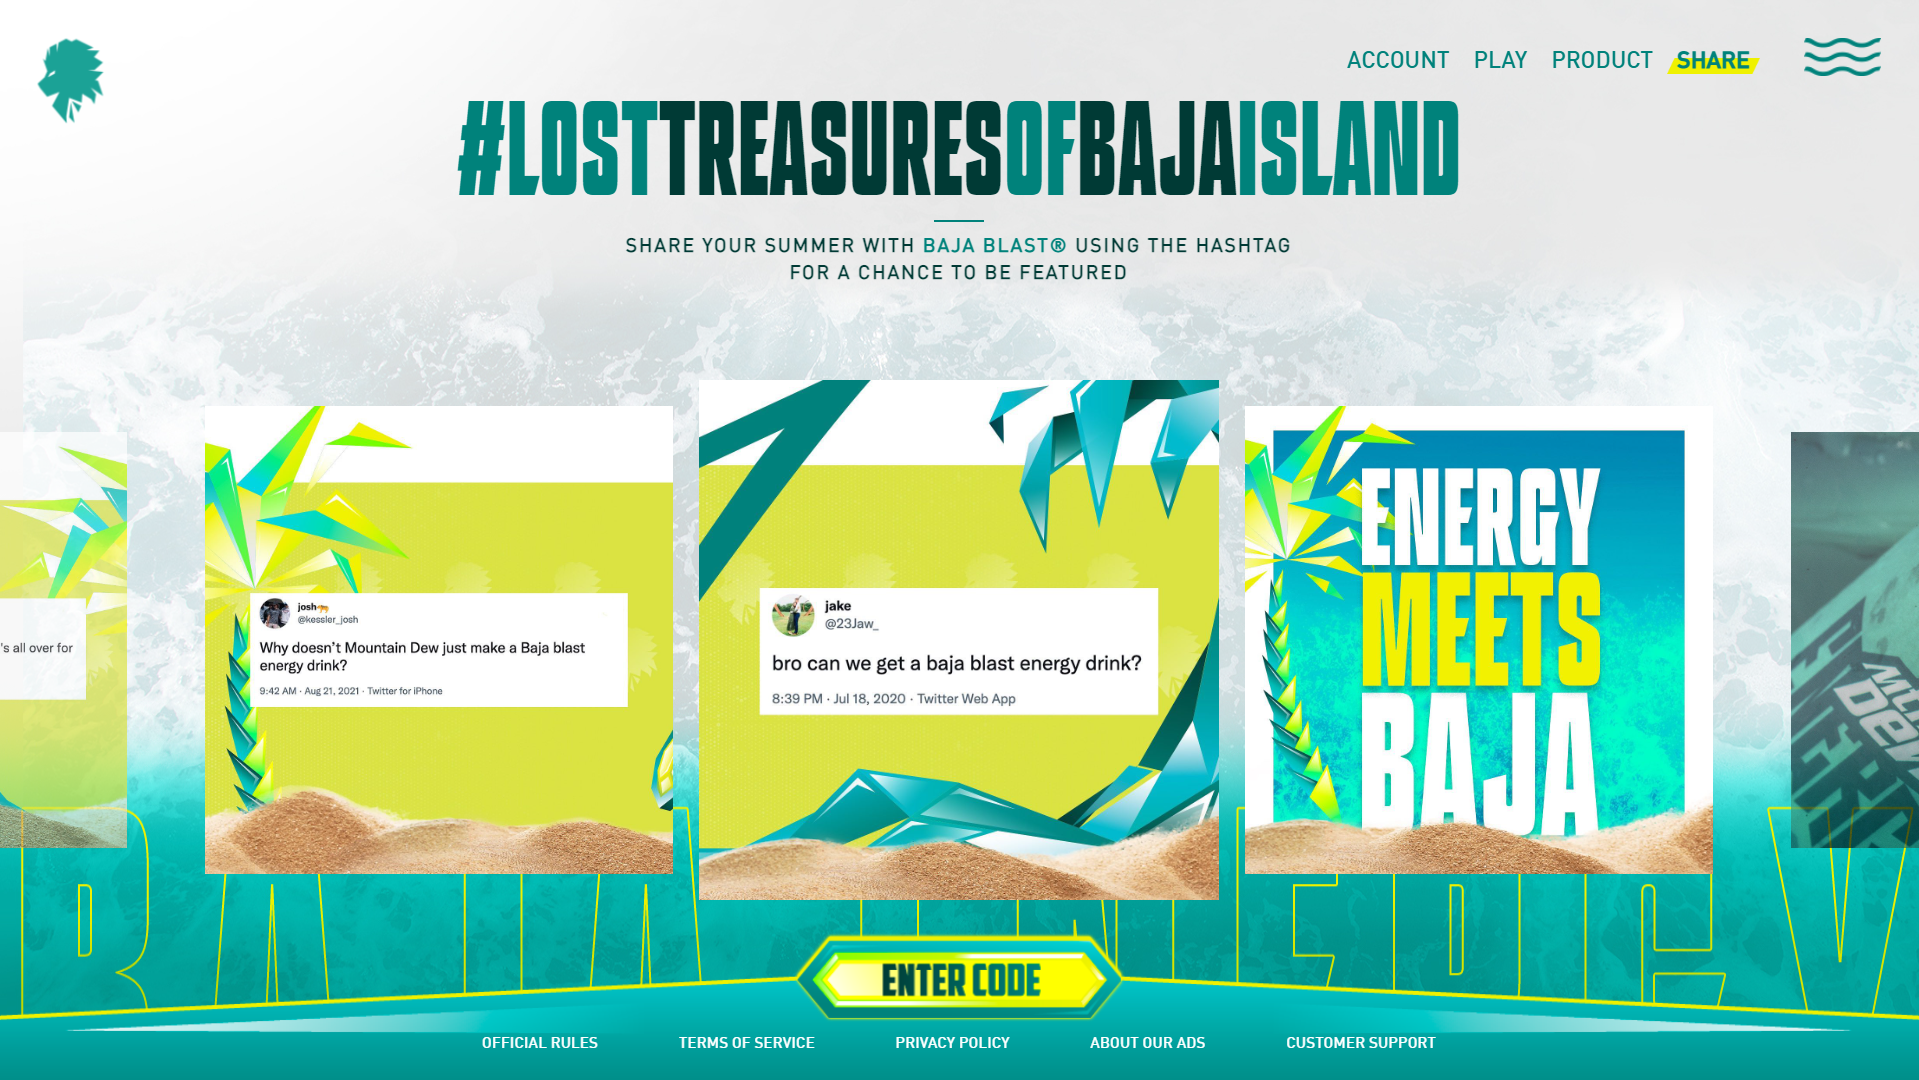 ACCOUNT PLAY PRODUCT SHARE
#LOSTTREASURESOFBAJAISLAND
SHARE YOUR SUMMER WITH BAJA BLAST® USING THE HASHTAG
FOR A CHANCE TO BE FEATURED
's all over for
josh
@kessler_josh
Why doesn't Mountain Dew just make a Baja blast
energy drink?
9:42 AM · Aug 21, 2021 · Twitter for iPhone
jake
@23Jaw_
bro can we get a baja blast energy drink?
8:39 PM · Jul 18, 2020 · Twitter Web App
ENERGY
MEETS
BAJA
BAJA ENERGY
ENTER CODE
OFFICIAL RULES
TERMS OF SERVICE
PRIVACY POLICY
ABOUT OUR ADS
CUSTOMER SUPPORT